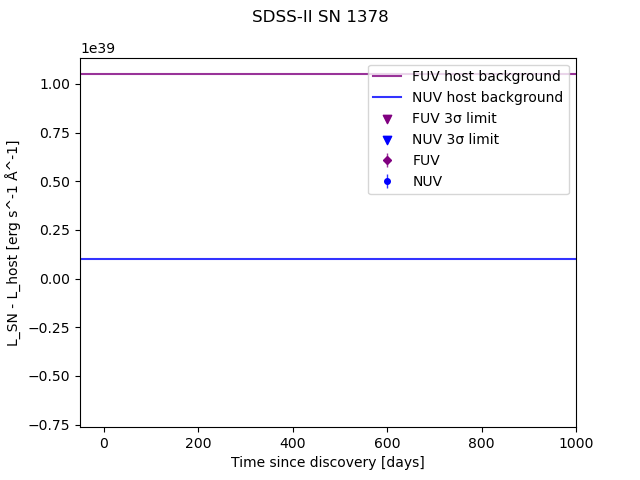 SDSS-II SN 1378
1e39
FUV host background
NUV host background
FUV 3σ limit
NUV 3σ limit
FUV
NUV
1.00
0.75
0.50
0.25
0.00
−0.25
−0.50
−0.75
L_SN - L_host [erg s^-1 Å^-1]
0 200 400 600 800 1000
Time since discovery [days]